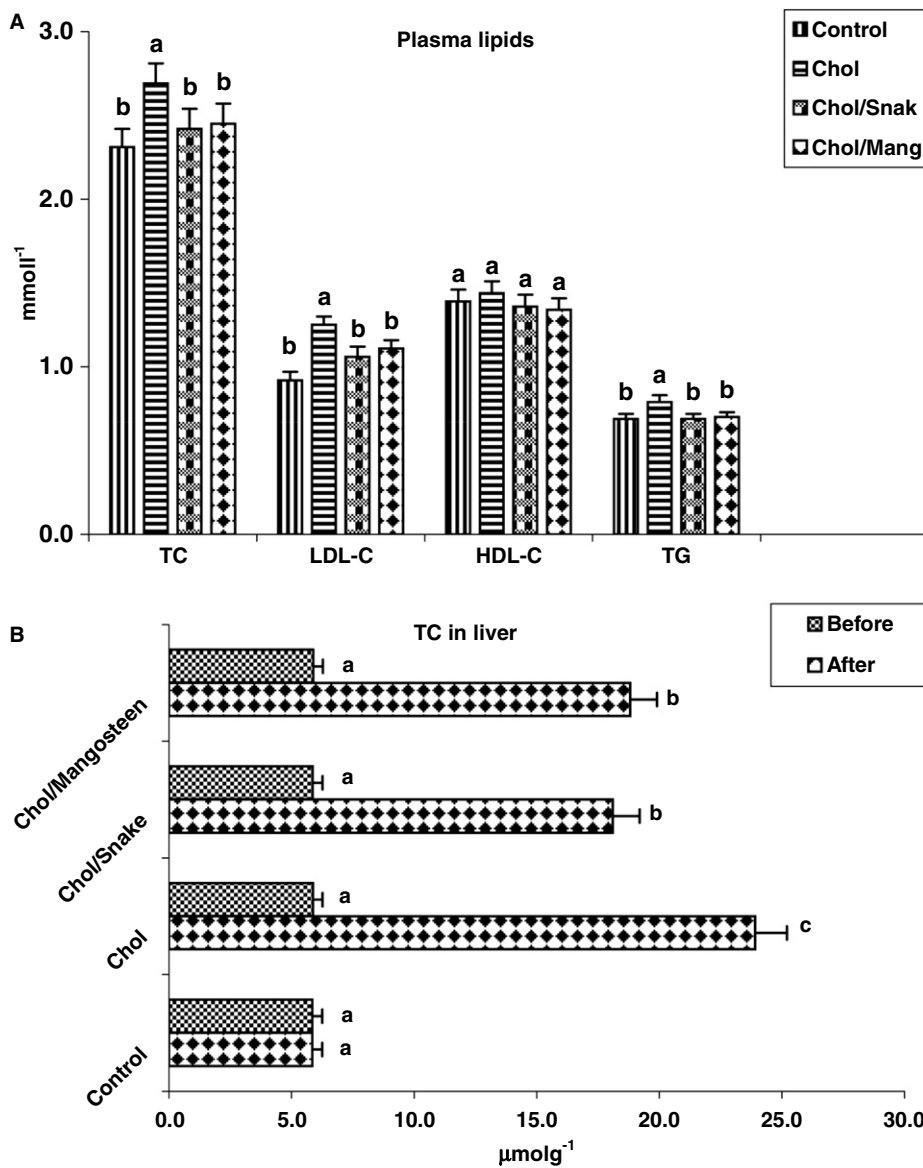 A
Plasma lipids
Control
Chol
Chol/Snak
Chol/Mang
mmoll⁻¹
3.0
2.0
1.0
0.0
b a b b
b a b b
a a a a
b a b b
TC LDL-C HDL-C TG
B
TC in liver
Before
After
Chol/Mangosteen
a
b
Chol/Snake
a
b
Chol
a
c
Control
a
a
0.0 5.0 10.0 15.0 20.0 25.0 30.0
μmolg⁻¹